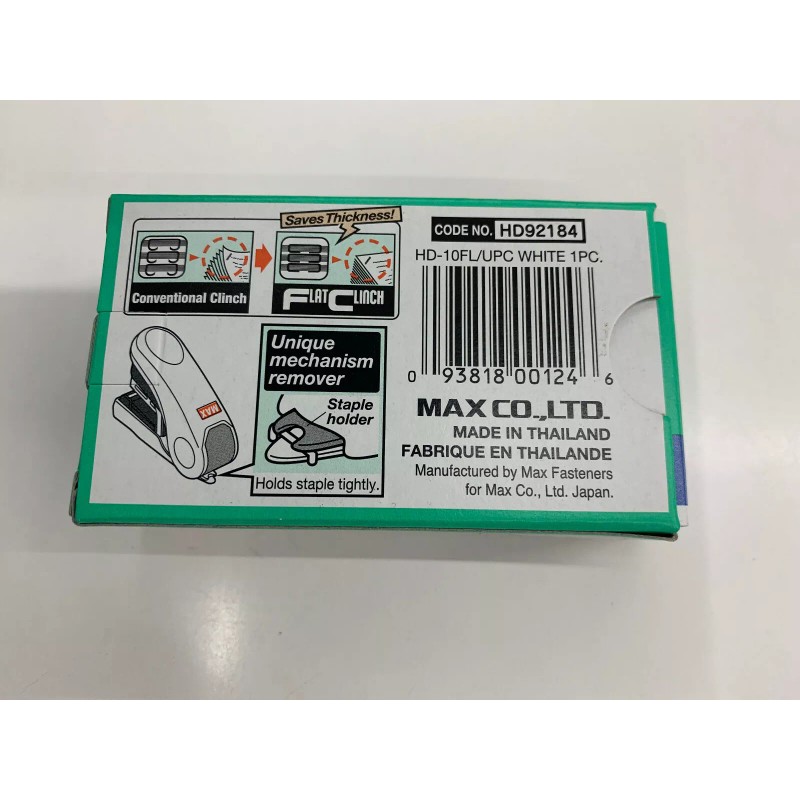 Saves Thickness!
Conventional Clinch
FLAT CLINCH
CODE NO. HD92184
HD-10FL/UPC WHITE 1PC.
0 93818 00124 6
MAX CO.,LTD.
MADE IN THAILAND
FABRIQUE EN THAILANDE
Manufactured by Max Fasteners
for Max Co., Ltd. Japan.
MAX
Unique
mechanism
remover
Staple
holder
Holds staple tightly.